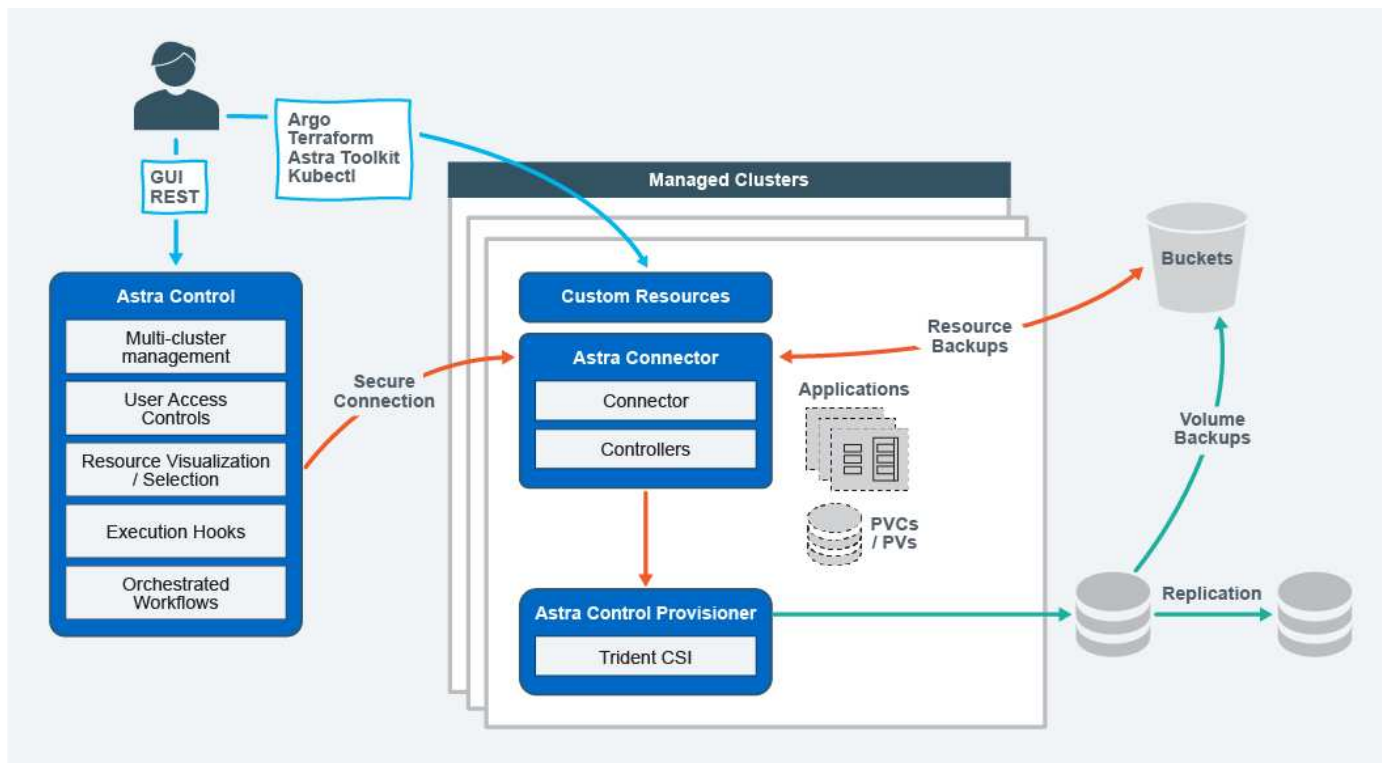 Argo
Terraform
Astra Toolkit
Kubectl
GUI
REST
Managed Clusters
Astra Control
Multi-cluster
management
User Access
Controls
Resource Visualization
/ Selection
Execution Hooks
Orchestrated
Workflows
Secure
Connection
Custom Resources
Astra Connector
Connector
Controllers
Applications
PVCs
/ PVs
Astra Control Provisioner
Trident CSI
Resource
Backups
Buckets
Volume
Backups
Replication